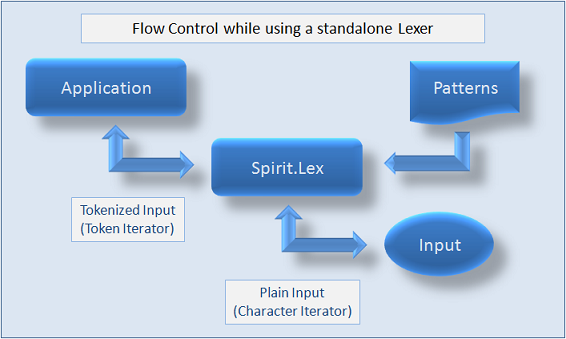 Flow Control while using a standalone Lexer
Application
Patterns
Spirit.Lex
Tokenized Input
(Token Iterator)
Input
Plain Input
(Character Iterator)